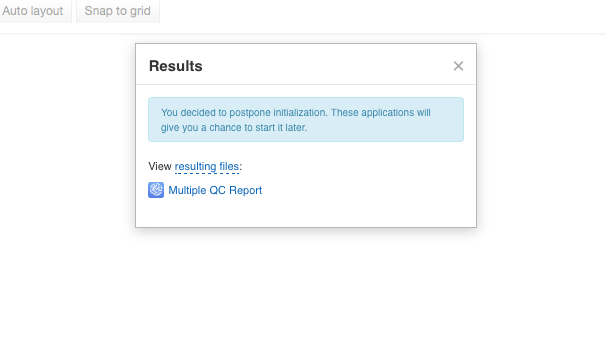 Auto layout Snap to grid
Results
You decided to postpone initialization. These applications will
give you a chance to start it later.
View resulting files:
Multiple QC Report